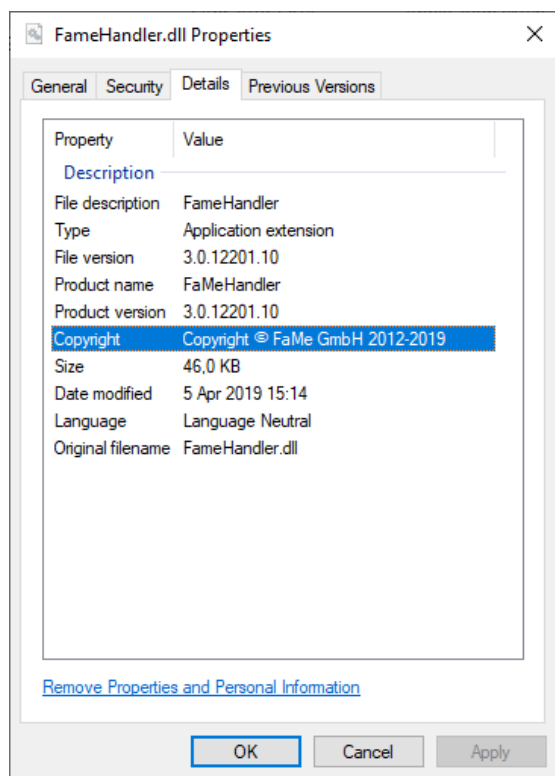 FameHandler.dll Properties
General Security Details Previous Versions
Property Value
Description
File description FameHandler
Type Application extension
File version 3.0.12201.10
Product name FaMeHandler
Product version 3.0.12201.10
Copyright Copyright © FaMe GmbH 2012-2019
Size 46,0 KB
Date modified 5 Apr 2019 15:14
Language Language Neutral
Original filename FameHandler.dll
Remove Properties and Personal Information
OK Cancel Apply